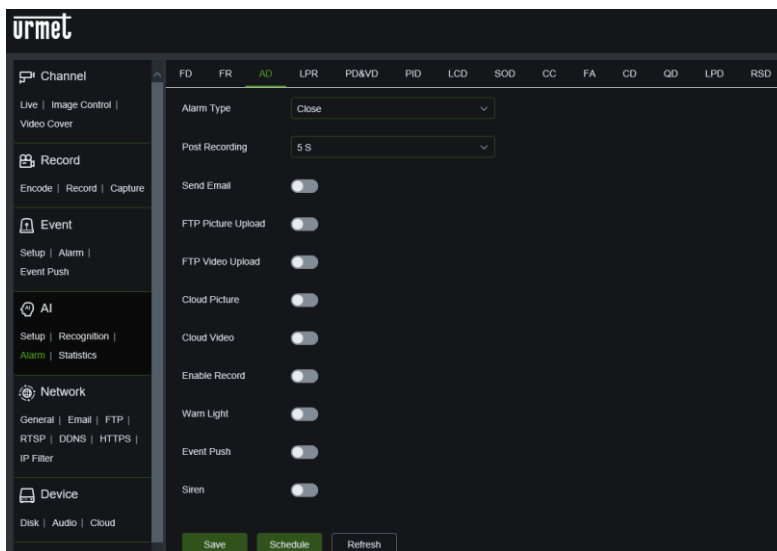 urmet
Channel
Live | Image Control |
Video Cover
Record
Encode | Record | Capture
Event
Setup | Alarm |
Event Push
AI
Setup | Recognition |
Alarm | Statistics
Network
General | Email | FTP |
RTSP | DDNS | HTTPS |
IP Filter
Device
Disk | Audio | Cloud
FD FR AD LPR PD&VD PID LCD SOD CC FA CD QD LPD RSD
Alarm Type Close
Post Recording 5 S
Send Email
FTP Picture Upload
FTP Video Upload
Cloud Picture
Cloud Video
Enable Record
Warn Light
Event Push
Siren
Save Schedule Refresh